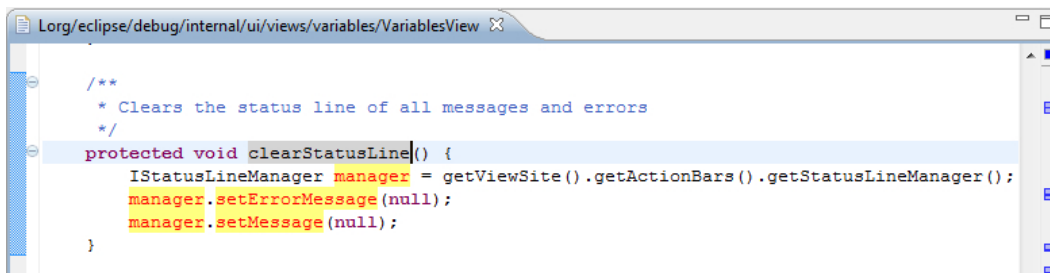 Lorg/eclipse/debug/internal/ui/views/variables/VariablesView
/**
* Clears the status line of all messages and errors
*/
protected void clearStatusLine() {
IStatusLineManager manager = getViewSite().getActionBars().getStatusLineManager();
manager.setErrorMessage(null);
manager.setMessage(null);
}